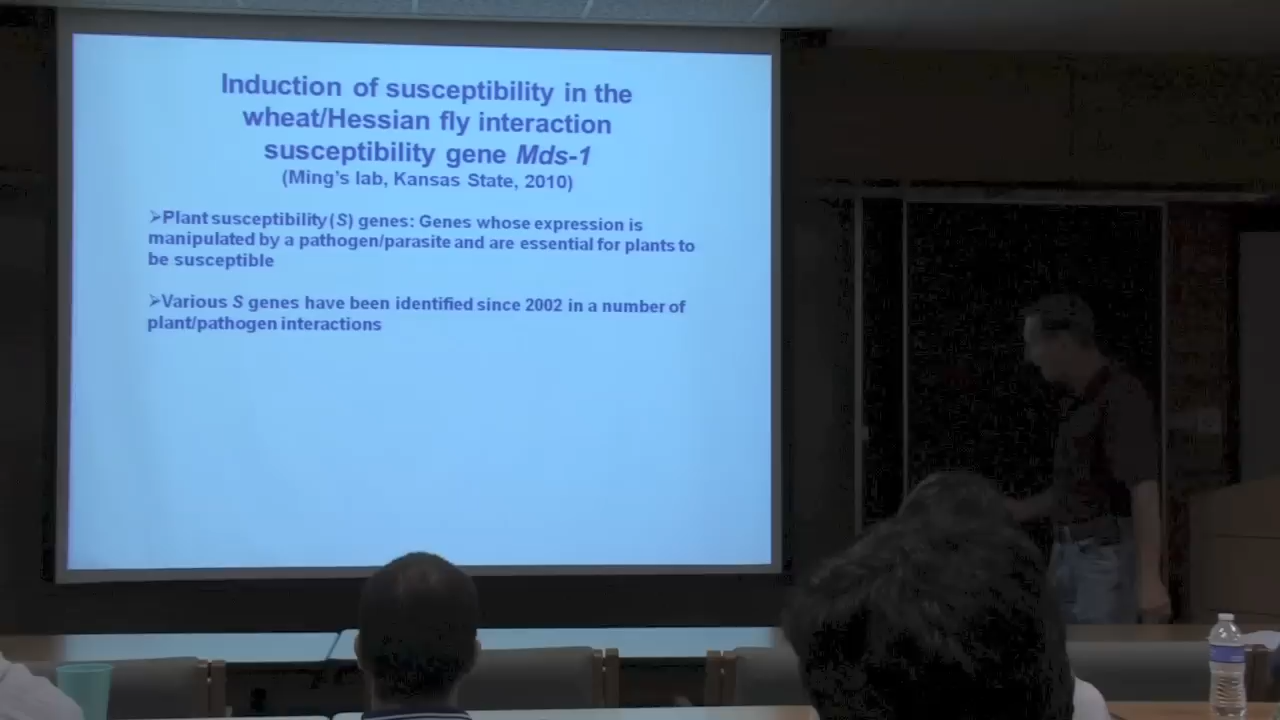 Induction of susceptibility in the
wheat/Hessian fly interaction
susceptibility gene Mds-1
(Ming's lab, Kansas State, 2010)
➢Plant susceptibility (S) genes: Genes whose expression is
manipulated by a pathogen/parasite and are essential for plants to
be susceptible
➢Various S genes have been identified since 2002 in a number of
plant/pathogen interactions